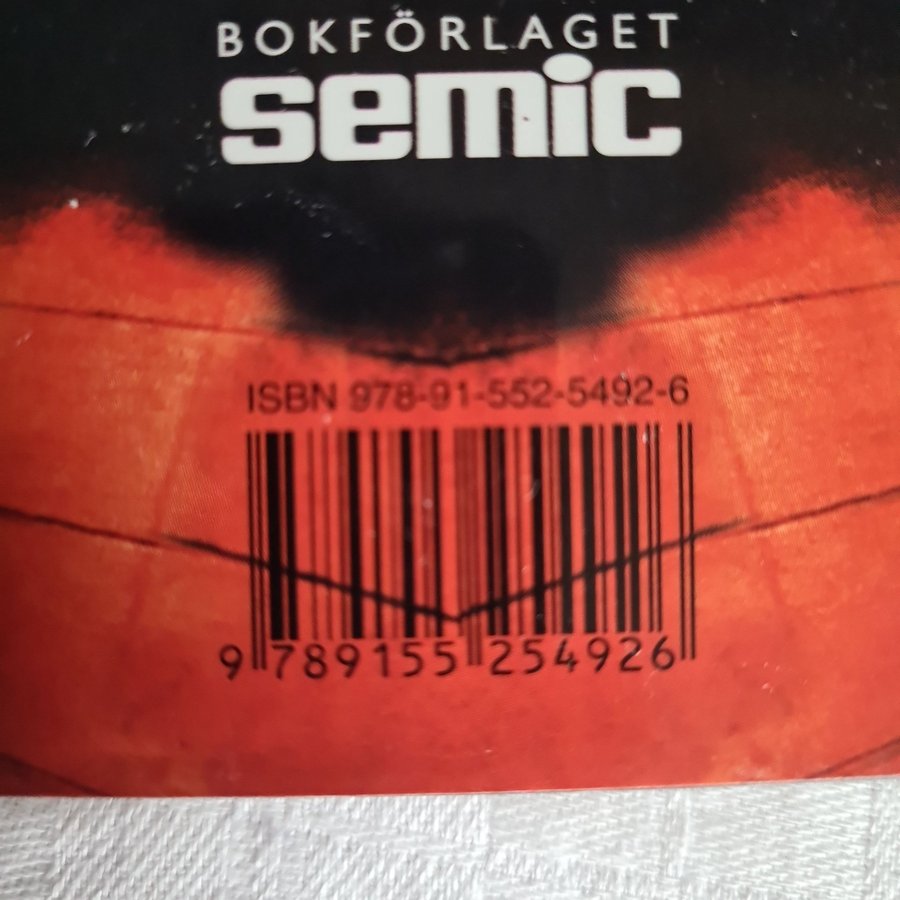 BOKFÖRLAGET
semic
ISBN 978-91-552-5492-6
9 789155 254926